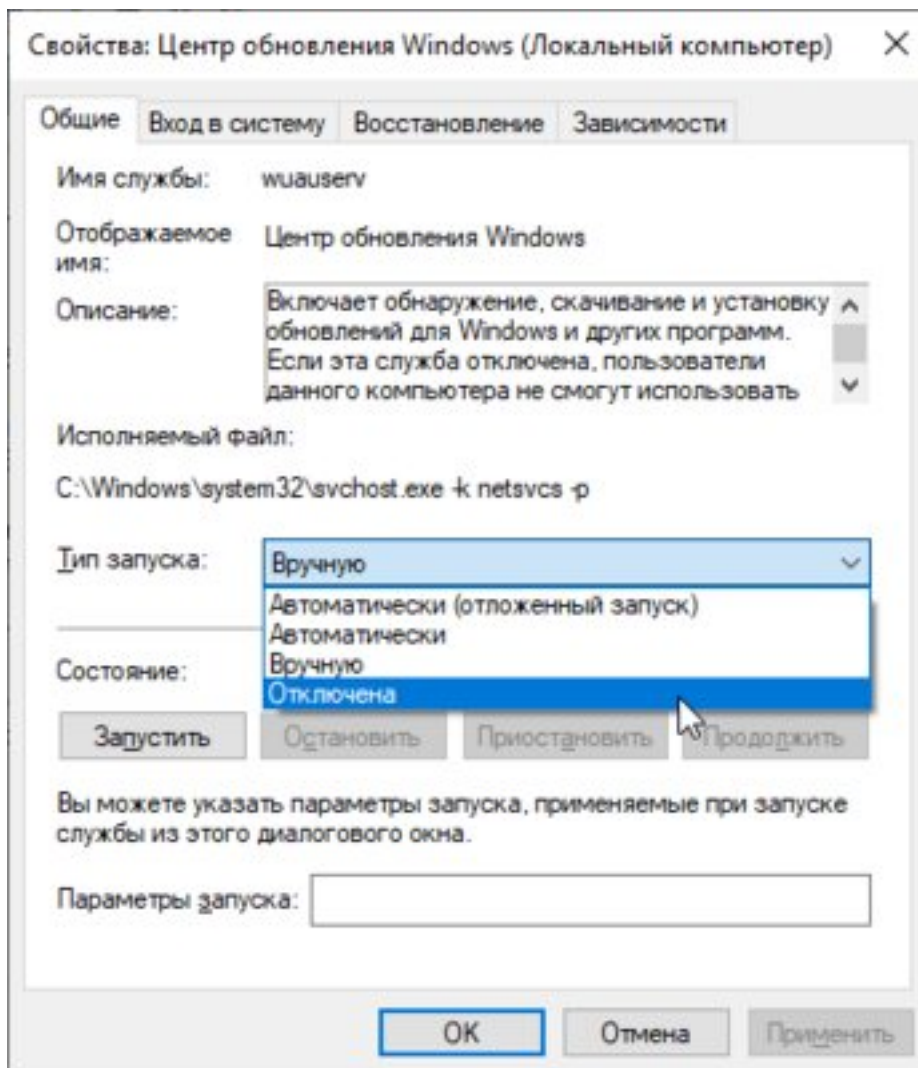 Свойства: Центр обновления Windows (Локальный компьютер)
Общие Вход в систему Восстановление Зависимости
Имя службы: wuauserv
Отображаемое имя: Центр обновления Windows
Описание: Включает обнаружение, скачивание и установку
обновлений для Windows и других программ.
Если эта служба отключена, пользователи
данного компьютера не смогут использовать
Исполняемый файл:
C:\Windows\system32\svchost.exe -k netsvcs -p
Тип запуска: Вручную
Автоматически (отложенный запуск)
Автоматически
Вручную
Состояние:
Отключена
Запустить Остановить Приостановить Продолжить
Вы можете указать параметры запуска, применяемые при запуске
службы из этого диалогового окна.
Параметры запуска:
OK Отмена Применить